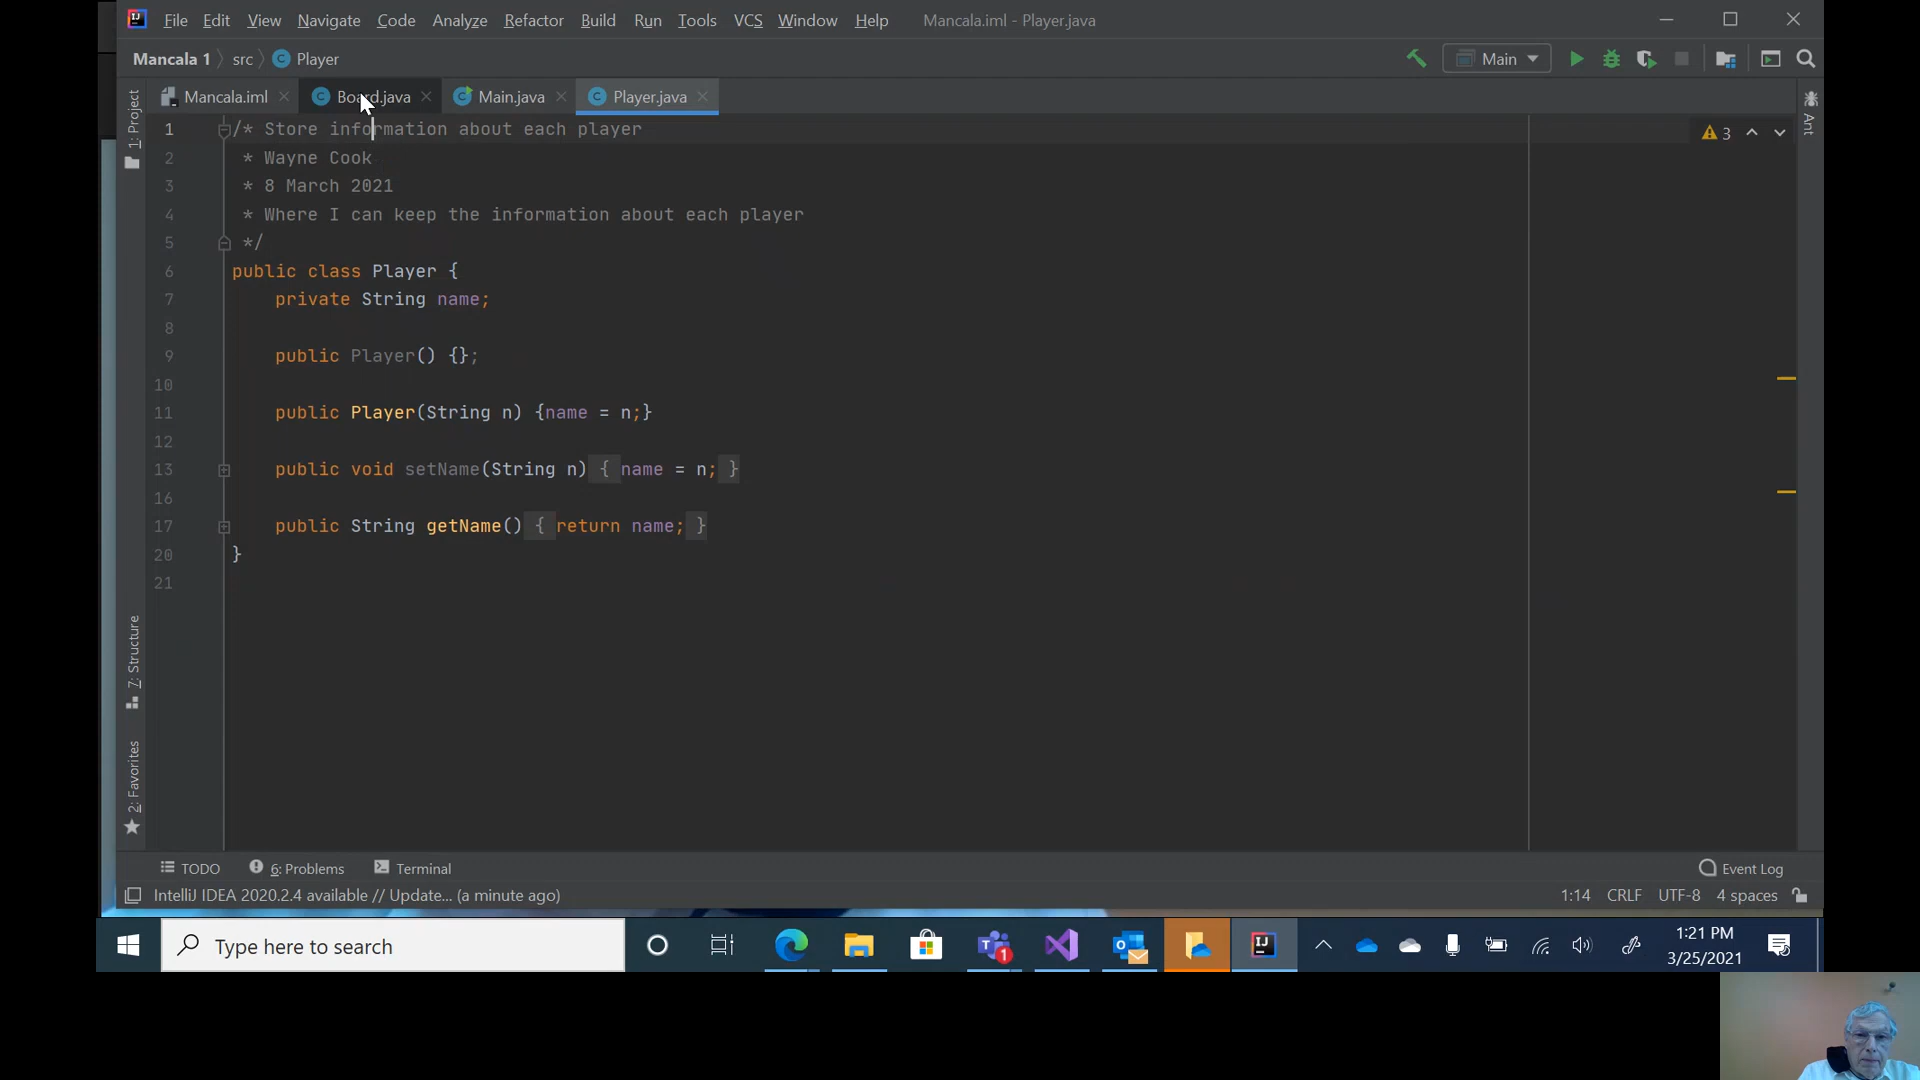 File Edit View Navigate Code Analyze Refactor Build Run Tools VCS Window Help Mancala.iml - Player.java
Mancala 1 src Player Main
Mancala.iml Board.java Main.java Player.java
1: Project
Ant
3
1 /* Store information about each player
2 * Wayne Cook
3 * 8 March 2021
4 * Where I can keep the information about each player
5 */
6 public class Player {
7 private String name;
8
9 public Player() {};
10
11 public Player(String n) {name = n;}
12
13 public void setName(String n) { name = n; }
16
17 public String getName() { return name; }
20 }
21
7: Structure
2: Favorites
TODO 6: Problems Terminal Event Log
IntelliJ IDEA 2020.2.4 available // Update... (a minute ago) 1:14 CRLF UTF-8 4 spaces
Type here to search 1 1:21 PM
3/25/2021